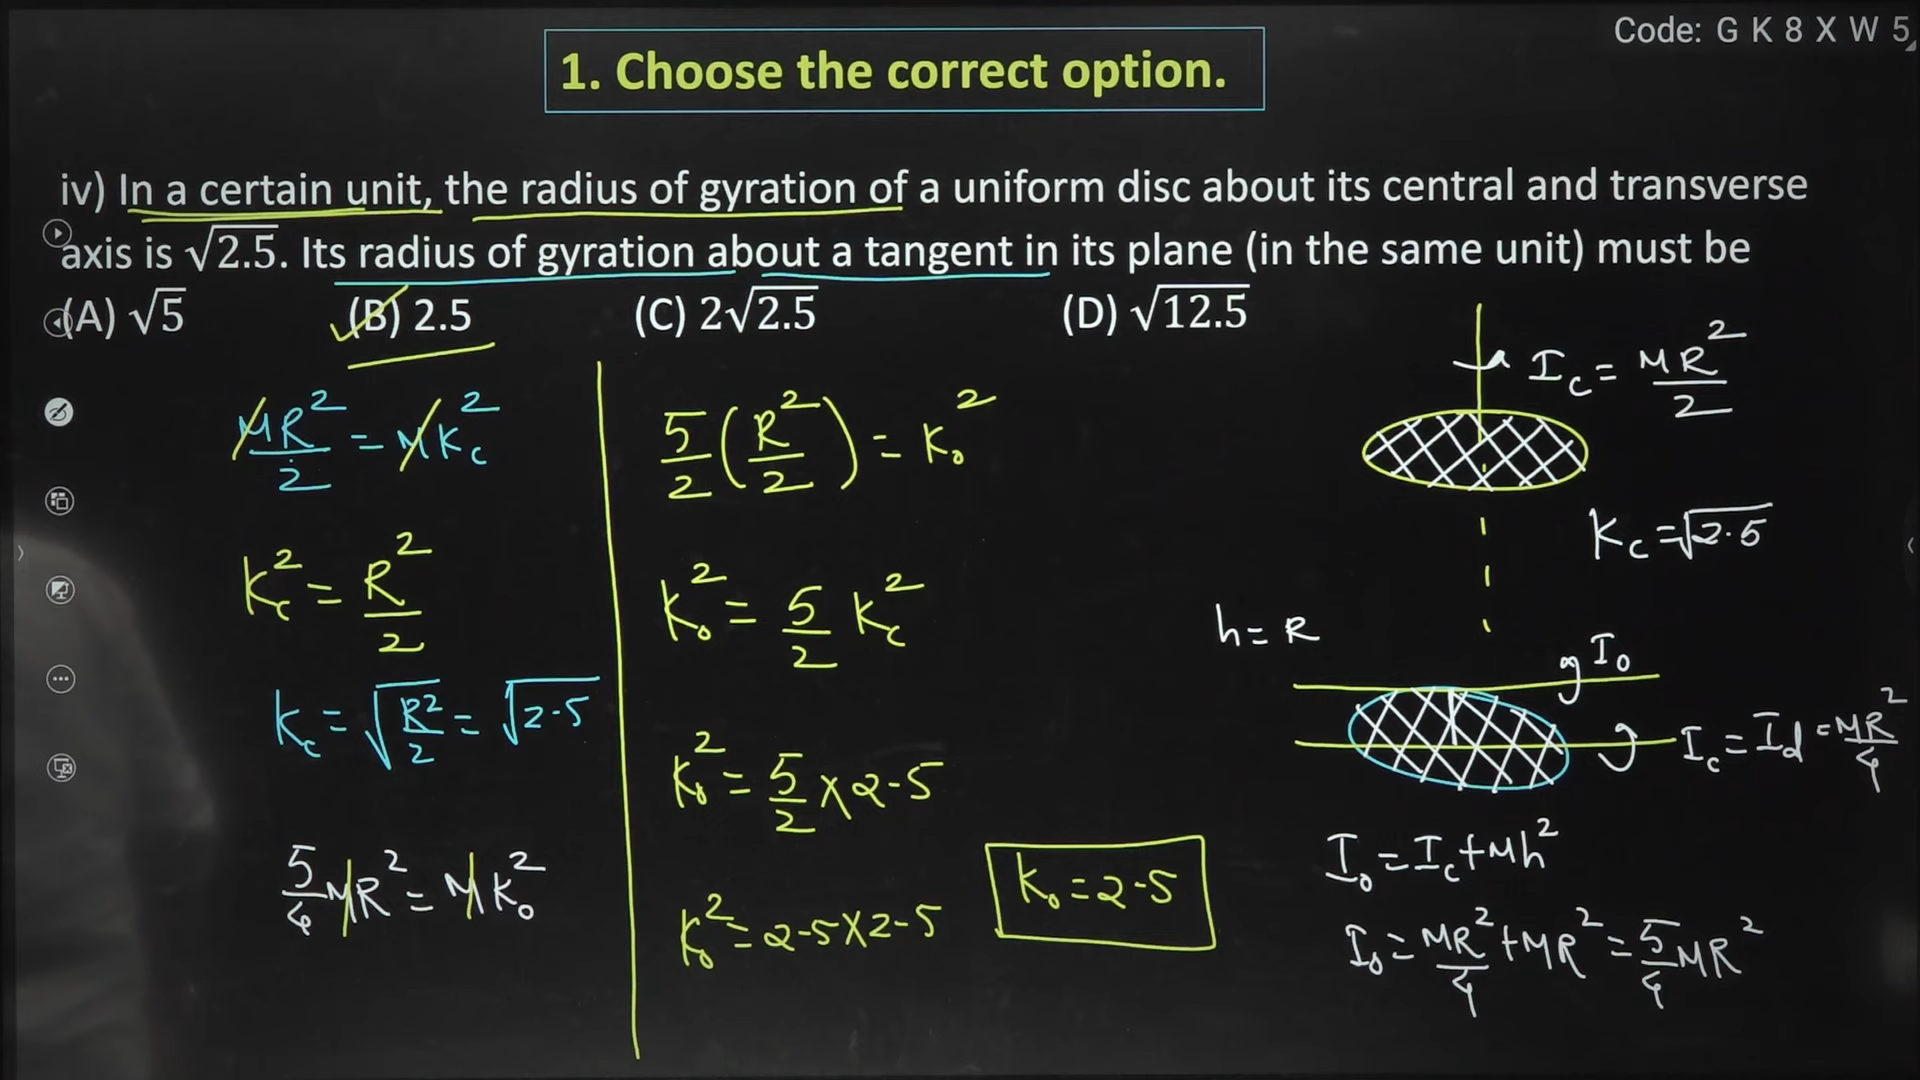 Code: G K 8 X W 5
1. Choose the correct option.
iv) In a certain unit, the radius of gyration of a uniform disc about its central and transverse
axis is √2.5. Its radius of gyration about a tangent in its plane (in the same unit) must be
(A) √5 (B) 2.5 (C) 2√2.5 (D) √12.5
MR²/2 = MKc²
Kc² = R²/2
Kc = √(R²/2) = √2.5
5/4 MR² = MK₀²
5/2 (R²/2) = K₀²
K₀² = 5/2 Kc²
K₀² = 5/2 × 2.5
K₀² = 2.5 × 2.5
K₀ = 2.5
Ic = MR²/2
Kc = √2.5
h = R
I₀
Ic = Id = MR²/4
I₀ = Ic + Mh²
I₀ = MR²/4 + MR² = 5/4 MR²